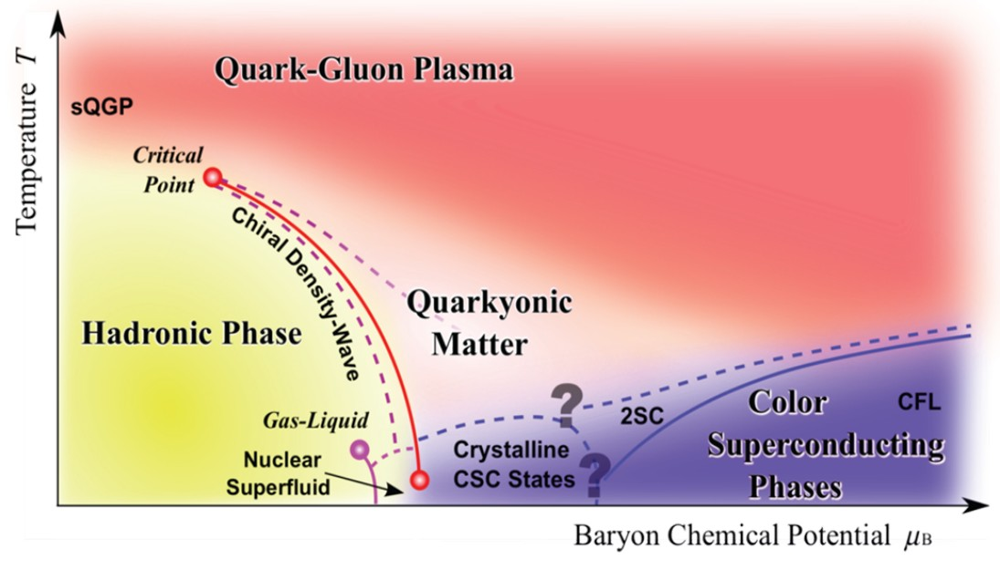 Temperature T
Quark-Gluon Plasma
sQGP
Critical
Point
Chiral Density-Wave
Quarkyonic
Matter
Hadronic Phase
Gas-Liquid
Nuclear
Superfluid
?
?
Crystalline
CSC States
2SC
Color
Superconducting
Phases
CFL
Baryon Chemical Potential μB